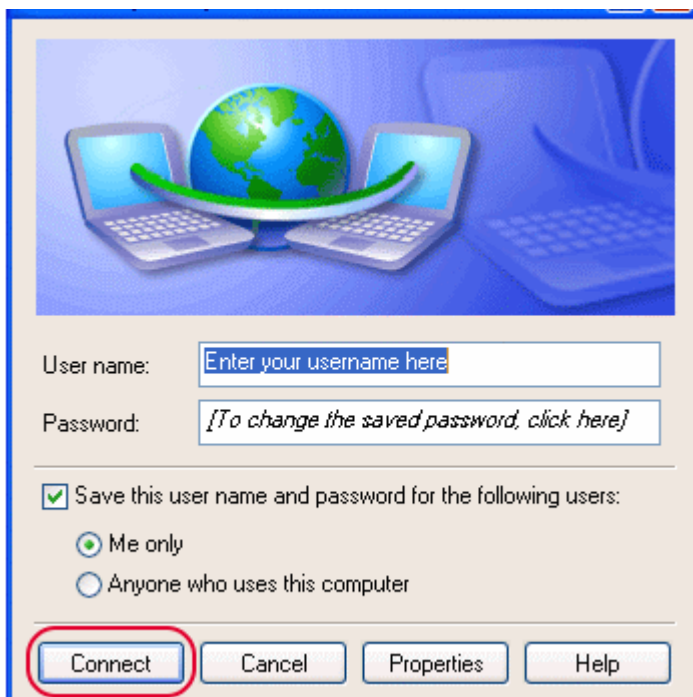 User name:
Enter your username here
Password:
[To change the saved password, click here]
Save this user name and password for the following users:
Me only
Anyone who uses this computer
Connect
Cancel
Properties
Help